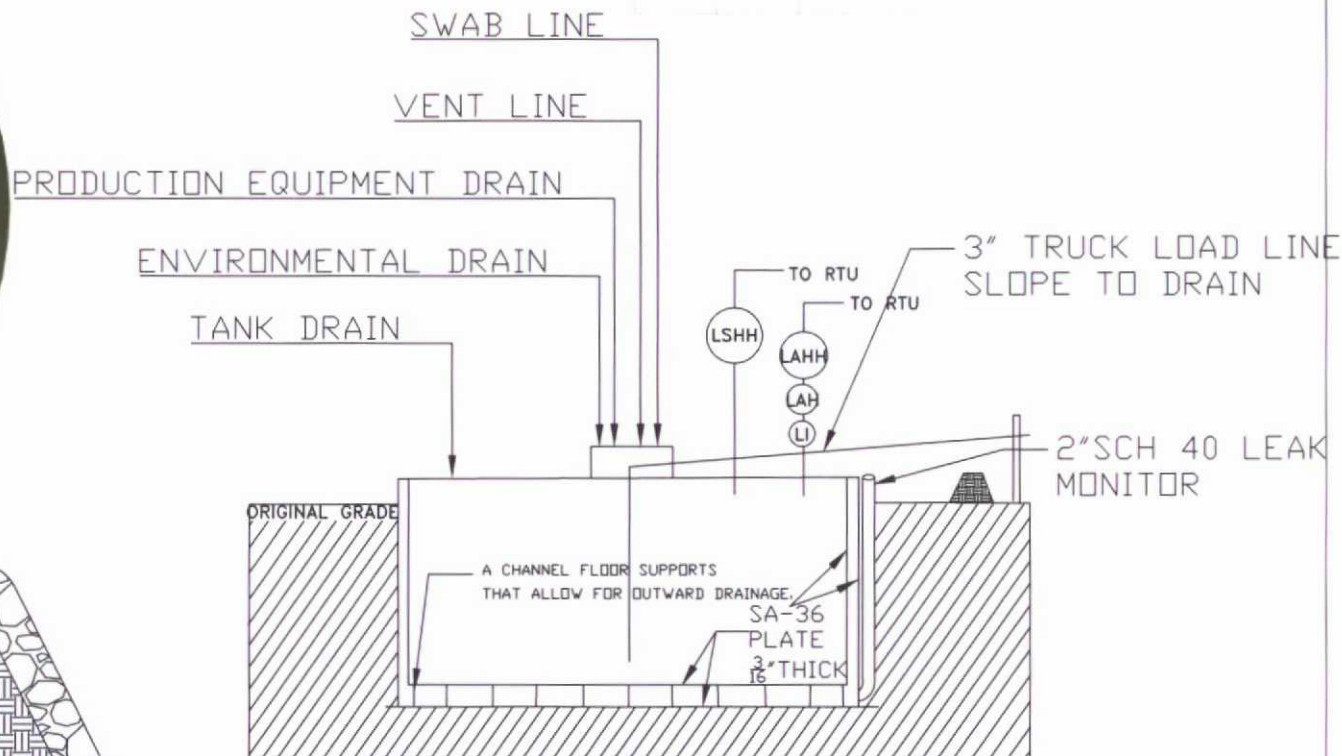 SWAB LINE
VENT LINE
PRODUCTION EQUIPMENT DRAIN
ENVIRONMENTAL DRAIN
TANK DRAIN
TO RTU
TO RTU
3" TRUCK LOAD LINE
SLOPE TO DRAIN
LSHH
LAHH
LAH
LI
2"SCH 40 LEAK
MONITOR
ORIGINAL GRADE
A CHANNEL FLOOR SUPPORTS
THAT ALLOW FOR OUTWARD DRAINAGE.
SA-36
PLATE
3/16"THICK